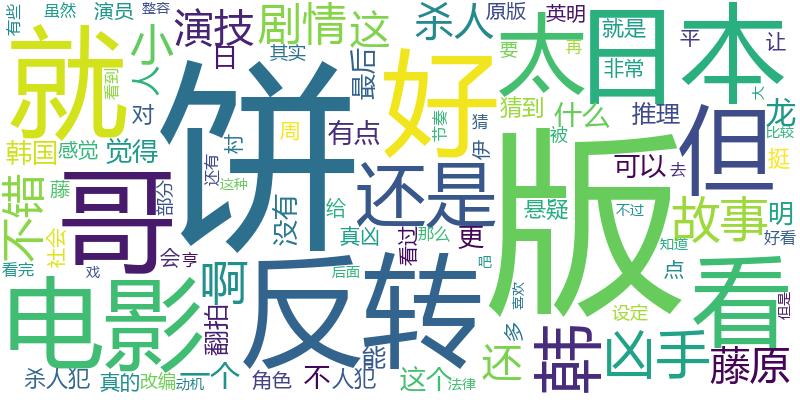 有些
虽然
演员
整容
演技
剧情
这
杀人
原版
英明
就是
要
再
平
让
就
小
人
白
其实
最后
好
太
日本
非常
看到
对
饼
节奏
猜到
什么
推理
大
龙
比较
韩国
感觉
觉得
村
周
有点
猜
伊
被
版
但
去
挺
不错
藤
哥
部分
还有
这种
没有
还是
可以
悬疑
故事
明
好看
社会
会
亨
给
真凶
看过
那么
更
吧
喜欢
不过
知道
点
看
看完
戏
电影
啊
反转
后面
设定
但是
翻拍
能
多
还
韩
凶手
藤原
杀人犯
真的
改编
动机
一个
角色
不
人犯
这个
法律